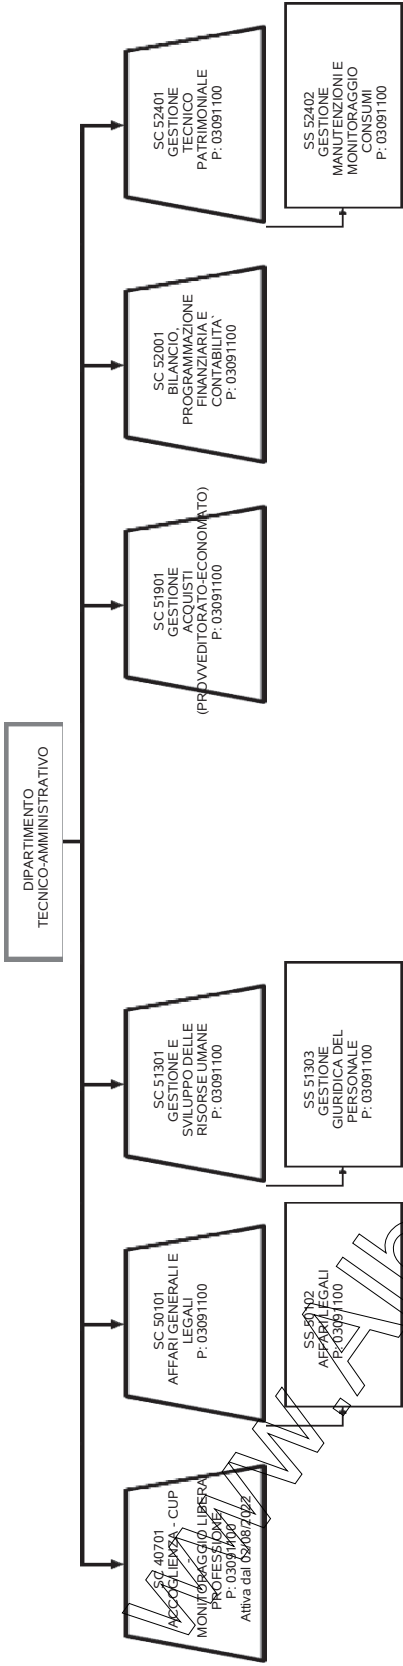 DIPARTIMENTO
TECNICO-AMMINISTRATIVO
SC 40701
ACCOGLIENZA - CUP
-
MONITORAGGIO LIBERA
PROFESSIONE
P: 03091100
Attiva dal 02/08/2022
SC 50101
AFFARI GENERALI E
LEGALI
P: 03091100
SS 50102
AFFARI LEGALI
P: 03091100
SC 51301
GESTIONE E
SVILUPPO DELLE
RISORSE UMANE
P: 03091100
SS 51303
GESTIONE
GIURIDICA DEL
PERSONALE
P: 03091100
SC 51901
GESTIONE
ACQUISTI
(PROVVEDITORATO-ECONOMATO)
P: 03091100
SC 52001
BILANCIO,
PROGRAMMAZIONE
FINANZIARIA E
CONTABILITA`
P: 03091100
SC 52401
GESTIONE
TECNICO
PATRIMONIALE
P: 03091100
SS 52402
GESTIONE
MANUTENZIONI E
MONITORAGGIO
CONSUMI
P: 03091100
www.Alb